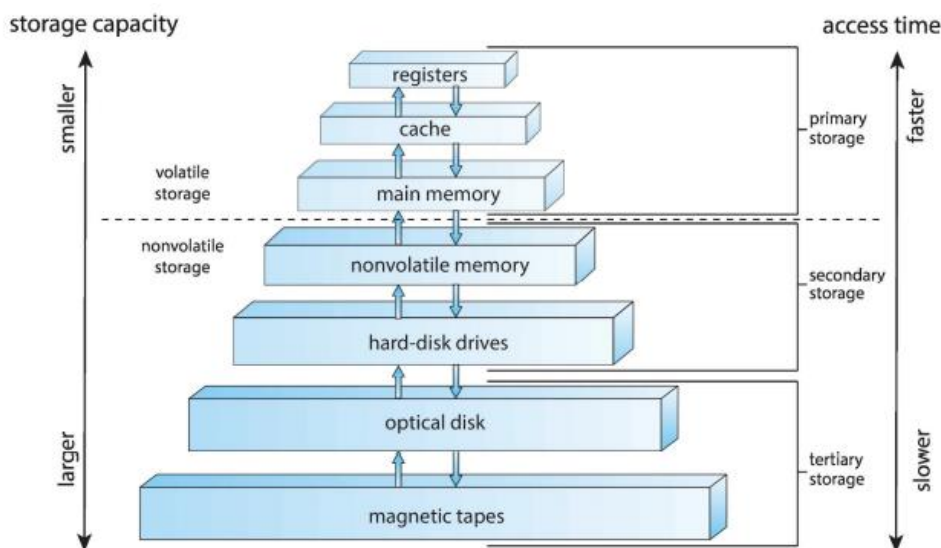 storage capacity
access time
smaller
faster
registers
cache
primary
storage
volatile
storage
main memory
nonvolatile
storage
nonvolatile memory
secondary
storage
hard-disk drives
optical disk
larger
slower
tertiary
storage
magnetic tapes